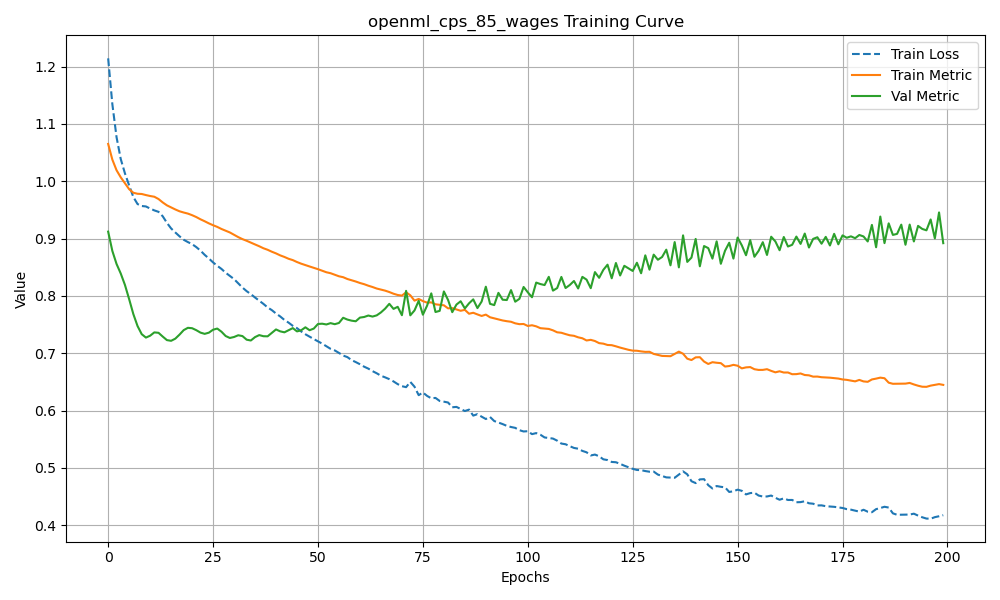 openml_cps_85_wages Training Curve
Train Loss
Train Metric
Val Metric
Value
1.2
1.1
1.0
0.9
0.8
0.7
0.6
0.5
0.4
0 25 50 75 100 125 150 175 200
Epochs